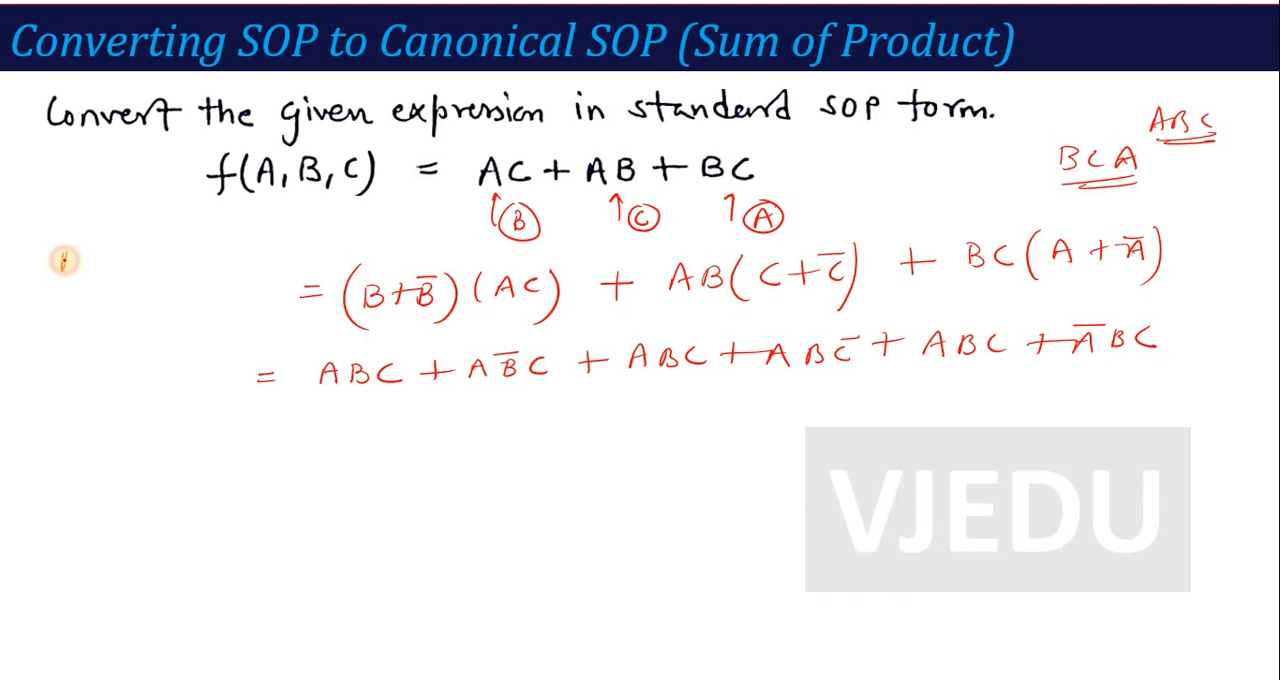 Converting SOP to Canonical SOP (Sum of Product)
Convert the given expression in standard SOP form.
ABC
BCA
f(A, B, C) = AC + AB + BC
↑Ⓑ ↑Ⓒ ↑Ⓐ
= (B+B̅)(AC) + AB(C+C̅) + BC(A+A̅)
= ABC + AB̅C + ABC + ABC̅ + ABC + A̅BC
VJEDU